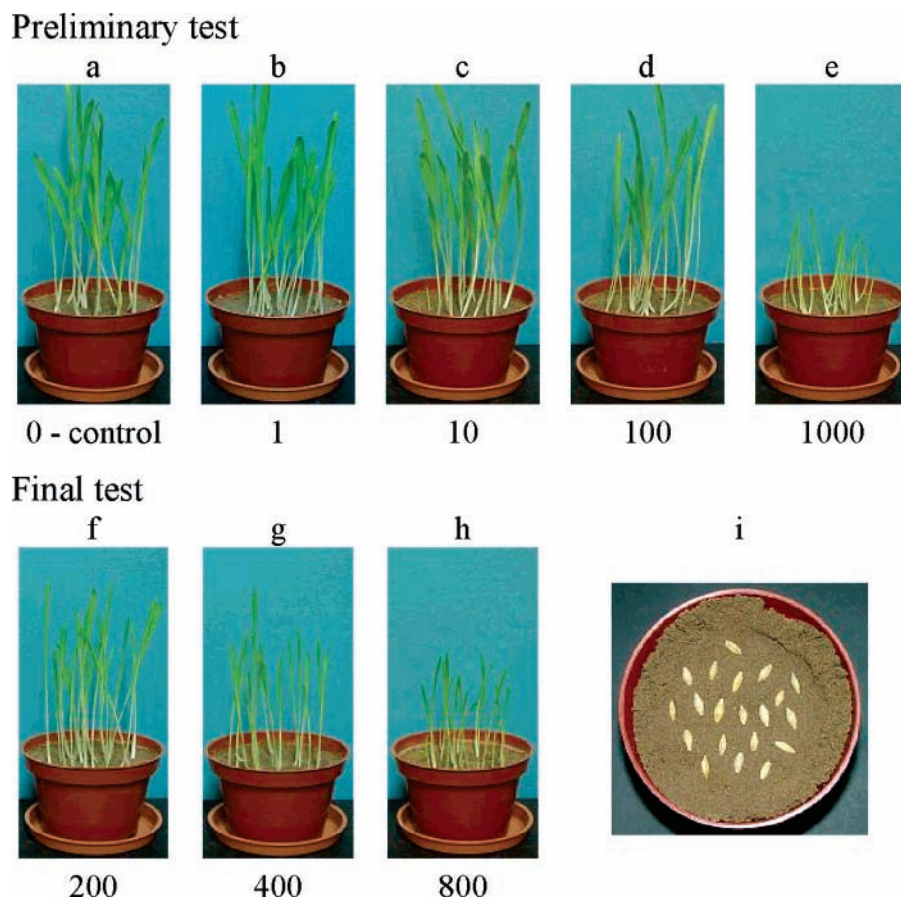 Preliminary test
a b c d e
0 - control 1 10 100 1000
Final test
f g h i
200 400 800